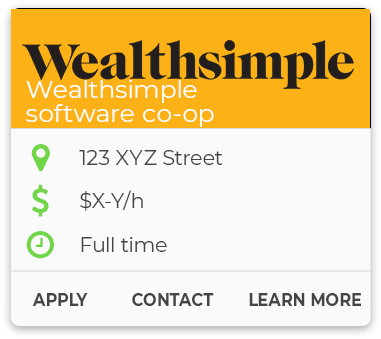 Wealthsimple
Wealthsimple
software co-op
123 XYZ Street
$X-Y/h
Full time
APPLY CONTACT LEARN MORE